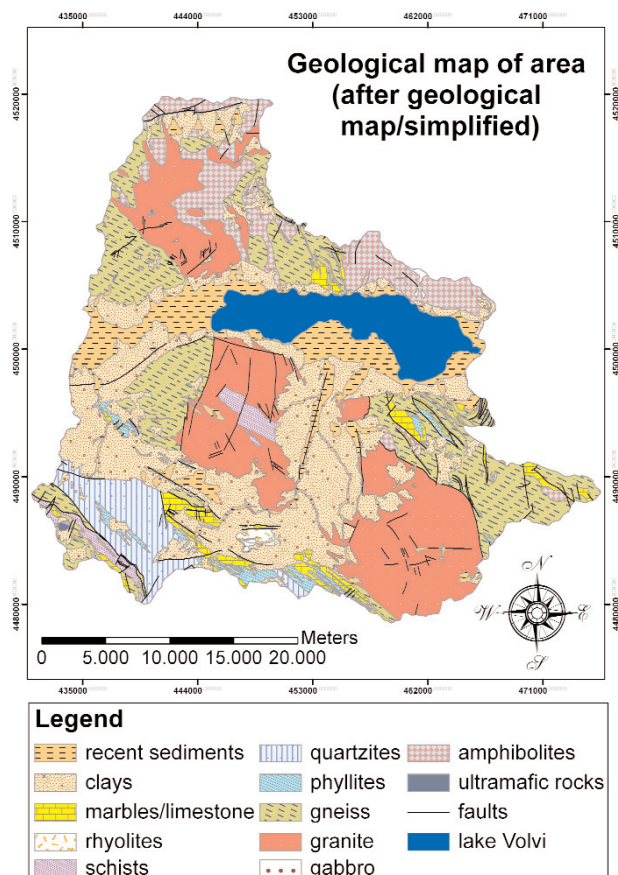 435000 444000 453000 462000 471000
Geological map of area
(after geological
map/simplified)
4520000 4520000
4510000 4510000
4500000 4500000
4490000 4490000
4480000 4480000
N
W E
S
Meters
0 5.000 10.000 15.000 20.000
435000 444000 453000 462000 471000
Legend
recent sediments quartzites amphibolites
clays phyllites ultramafic rocks
marbles/limestone gneiss faults
rhyolites granite lake Volvi
schists gabbro